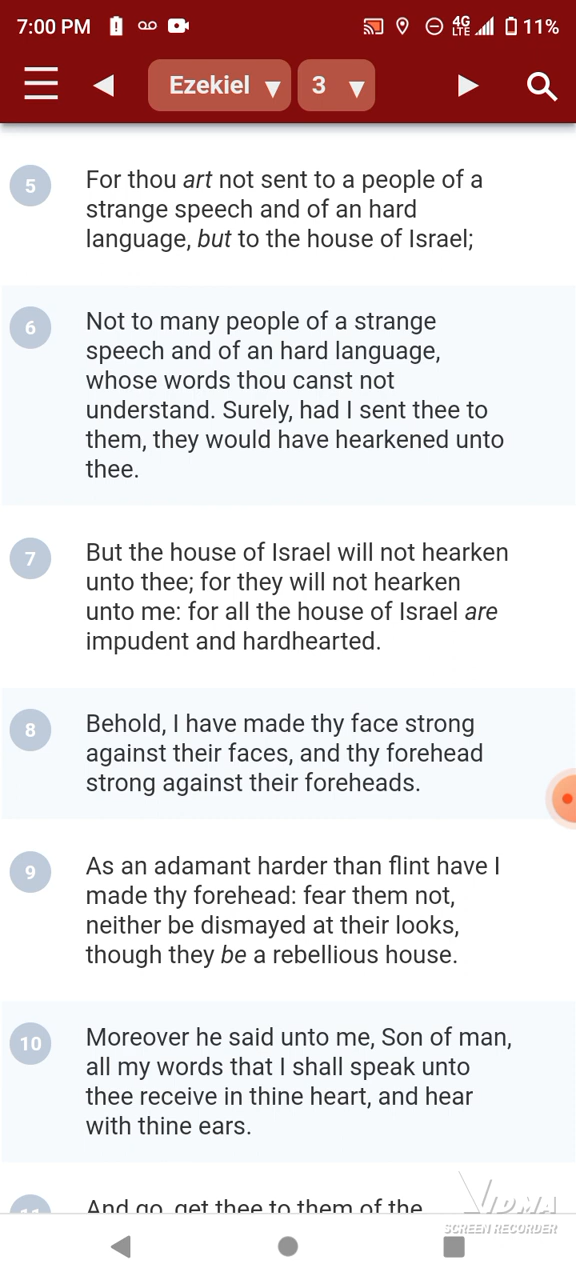 7:00 PM
4G
LTE
11%
Ezekiel
3
5
For thou art not sent to a people of a
strange speech and of an hard
language, but to the house of Israel;
6
Not to many people of a strange
speech and of an hard language,
whose words thou canst not
understand. Surely, had I sent thee to
them, they would have hearkened unto
thee.
7
But the house of Israel will not hearken
unto thee; for they will not hearken
unto me: for all the house of Israel are
impudent and hardhearted.
8
Behold, I have made thy face strong
against their faces, and thy forehead
strong against their foreheads.
9
As an adamant harder than flint have I
made thy forehead: fear them not,
neither be dismayed at their looks,
though they be a rebellious house.
10
Moreover he said unto me, Son of man,
all my words that I shall speak unto
thee receive in thine heart, and hear
with thine ears.
11
And go, get thee to them of the
VIDMA
SCREEN RECORDER